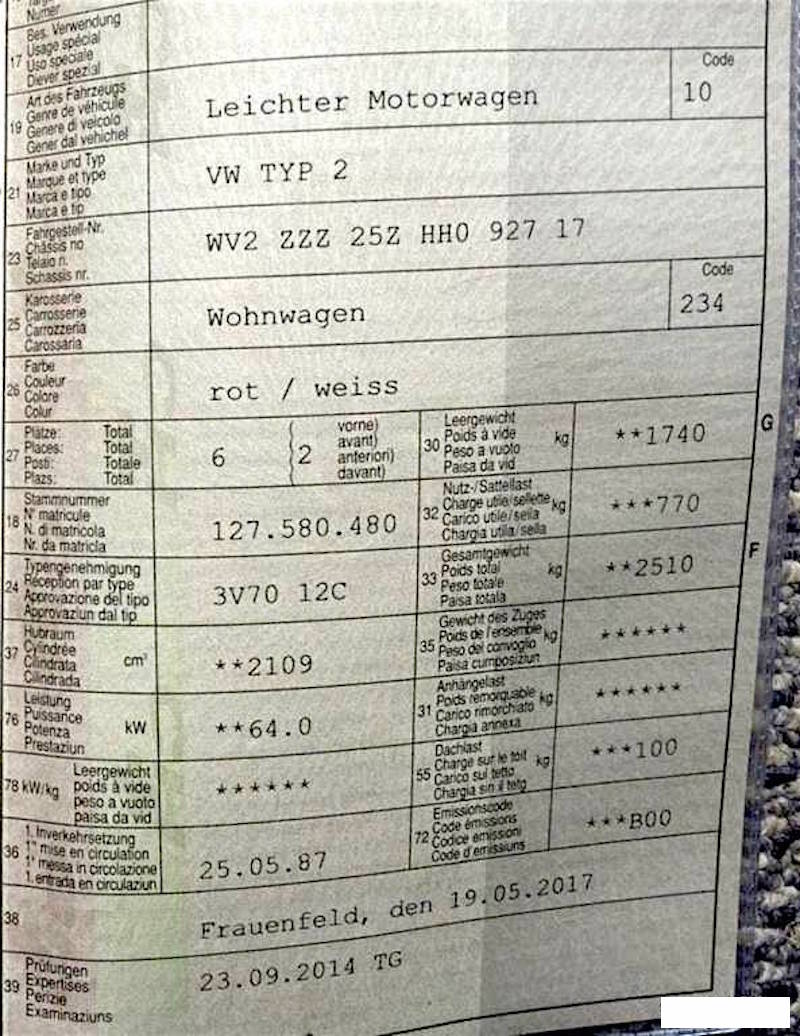 Numer
17
Bes. Verwendung
Usage spécial
Uso speciale
Diever spezial
19
Art des Fahrzeugs
Genre de véhicule
Genere di veicolo
Gener dal vehichel
Leichter Motorwagen
Code
10
21
Marke und Typ
Marque et type
Marca e tipo
Marca e tip
VW TYP 2
23
Fahrgestell-Nr.
Châssis no
Telaio n.
Schassis nr.
WV2 ZZZ 25Z HH0 927 17
25
Karosserie
Carrosserie
Carrozzeria
Carossaria
Wohnwagen
Code
234
26
Farbe
Couleur
Colore
Colur
rot / weiss
27
Plätze: Total
Places: Total
Posti: Totale
Plazs: Total
6
2
vorne)
avant)
anteriori)
davant)
30
Leergewicht
Poids à vide
Peso a vuoto
Paisa da vid
kg
**1740
G
18
Stammnummer
N° matricule
N. di matricola
Nr. da matricla
127.580.480
32
Nutz-/Sattellast
Charge utile/sellette
Carico utile/sella
Chargia utila/sella
kg
***770
24
Typengenehmigung
Réception par type
Approvazione del tipo
Approvaziun dal tip
3V70 12C
33
Gesamtgewicht
Poids total
Peso totale
Paisa totala
kg
**2510
F
37
Hubraum
Cylindrée
Cilindrata
Cilindrada
cm³
**2109
35
Gewicht des Zuges
Poids de l'ensemble
Peso del convoglio
Paisa cumposiziun
kg
******
76
Leistung
Puissance
Potenza
Prestaziun
kW
**64.0
31
Anhängelast
Poids remorquable
Carico rimorchiato
Chargia annexa
kg
******
78 kW/kg
Leergewicht
poids à vide
peso a vuoto
paisa da vid
******
55
Dachlast
Charge sur le toit
Carico sul tetto
Chargia sin il tetg
kg
***100
36
1. Inverkehrsetzung
1re mise en circulation
1a messa in circolazione
1. entrada en circulaziun
25.05.87
72
Emissionscode
Code émissions
Codice emissioni
Code d'emissiuns
***B00
38
Frauenfeld, den 19.05.2017
39
Prüfungen
Expertises
Perizie
Examinaziuns
23.09.2014 TG